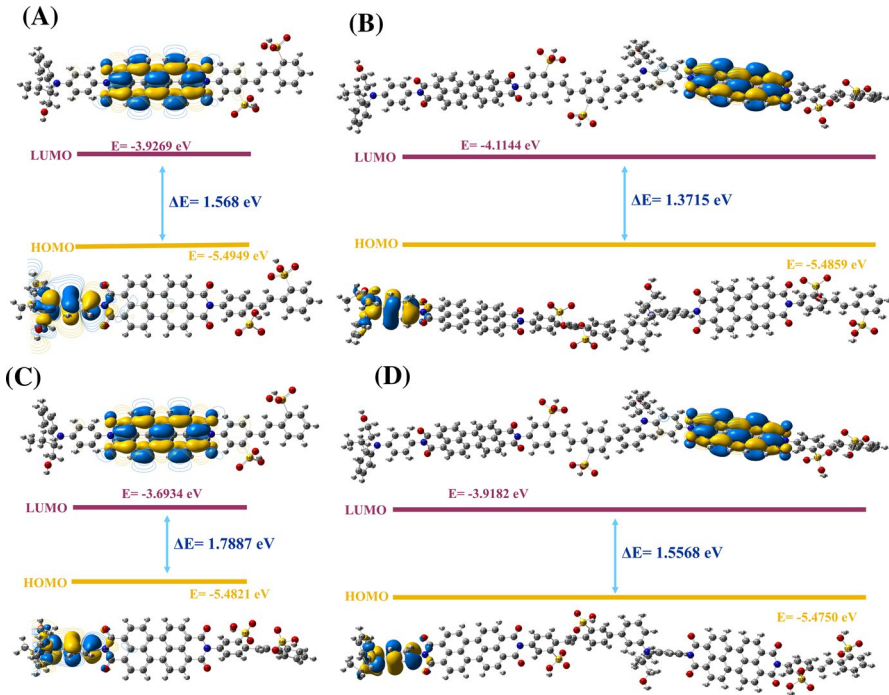 (A)
E= -3.9269 eV
LUMO
ΔE= 1.568 eV
HOMO
E= -5.4949 eV
(B)
E= -4.1144 eV
LUMO
ΔE= 1.3715 eV
HOMO
E= -5.4859 eV
(C)
E= -3.6934 eV
LUMO
ΔE= 1.7887 eV
HOMO
E= -5.4821 eV
(D)
E= -3.9182 eV
LUMO
ΔE= 1.5568 eV
HOMO
E= -5.4750 eV